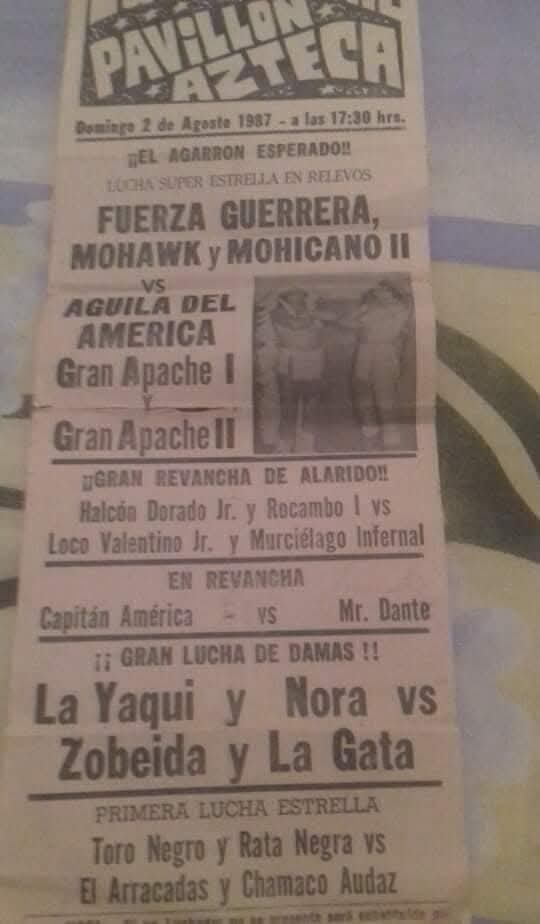 PAVILLON
AZTECA
Domingo 2 de Agosto 1987 - a las 17:30 hrs.
¡¡EL AGARRON ESPERADO!!
LUCHA SUPER ESTRELLA EN RELEVOS
FUERZA GUERRERA,
MOHAWK y MOHICANO II
VS
AGUILA DEL
AMERICA
Gran Apache I
Y
Gran Apache II
¡¡GRAN REVANCHA DE ALARIDO!!
Halcón Dorado Jr. y Rocambo I vs
Loco Valentino Jr. y Murciélago Infernal
EN REVANCHA
Capitán América - vs Mr. Dante
¡¡ GRAN LUCHA DE DAMAS !!
La Yaqui y Nora vs
Zobeida y La Gata
PRIMERA LUCHA ESTRELLA
Toro Negro y Rata Negra vs
El Arracadas y Chamaco Audaz